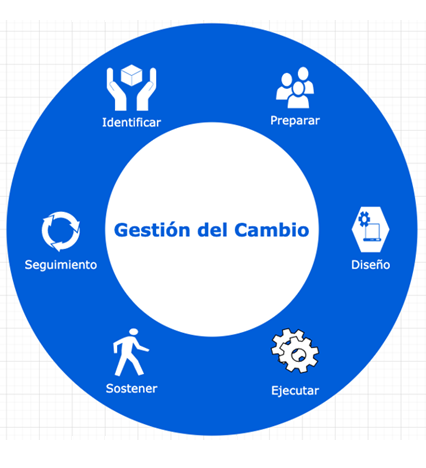 Identificar
Preparar
Gestión del Cambio
Seguimiento
Diseño
Sostener
Ejecutar